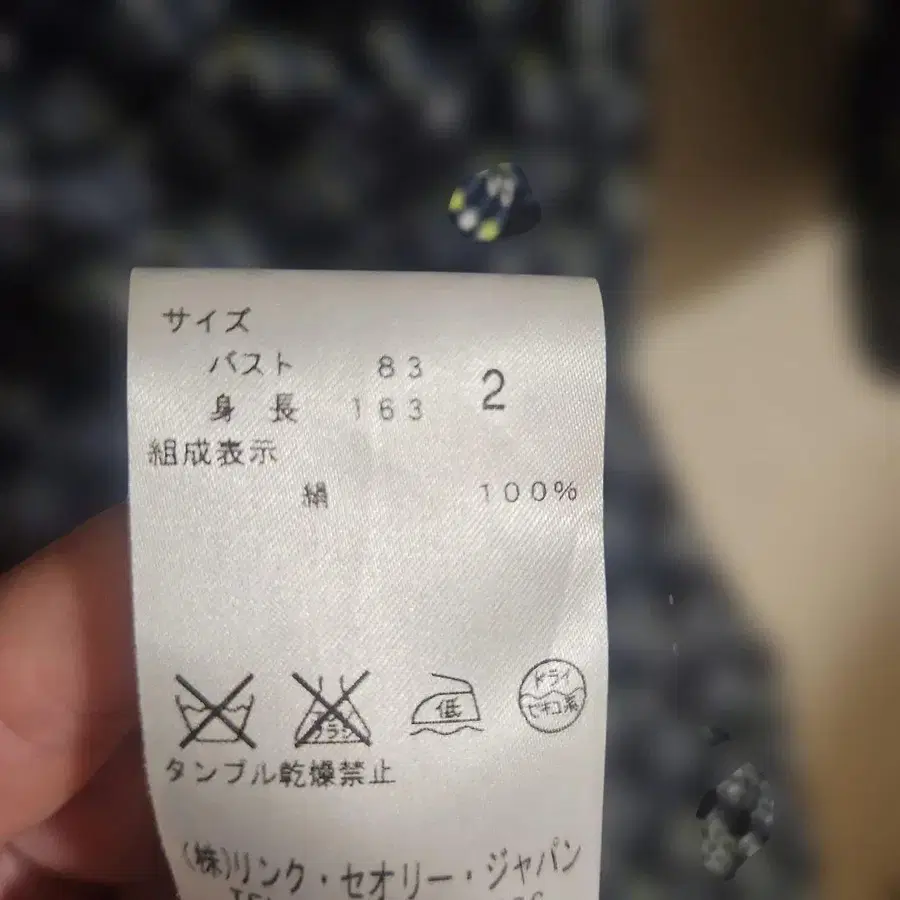 サイズ
バスト 83 2
身長 163
組成表示
絹 100%
低
ドライ
セキユ系
タンブル乾燥禁止
(株)リンク・セオリー・ジャパン